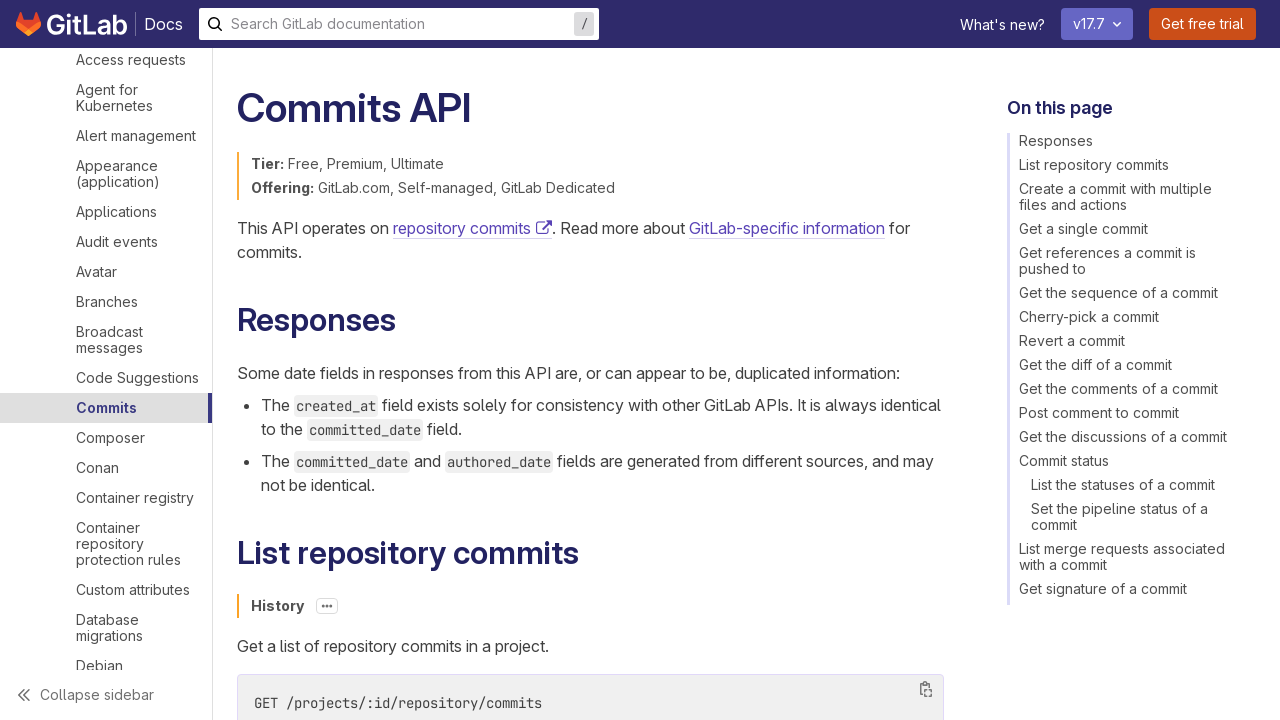 GitLab Docs
Search GitLab documentation /
What's new?
v17.7
Get free trial
Access requests
Agent for
Kubernetes
Alert management
Appearance
(application)
Applications
Audit events
Avatar
Branches
Broadcast
messages
Code Suggestions
Commits
Composer
Conan
Container registry
Container
repository
protection rules
Custom attributes
Database
migrations
Debian
Collapse sidebar
Commits API
Tier: Free, Premium, Ultimate
Offering: GitLab.com, Self-managed, GitLab Dedicated
This API operates on repository commits. Read more about GitLab-specific information for
commits.
Responses
Some date fields in responses from this API are, or can appear to be, duplicated information:
The created_at field exists solely for consistency with other GitLab APIs. It is always identical
to the committed_date field.
The committed_date and authored_date fields are generated from different sources, and may
not be identical.
List repository commits
History •••
Get a list of repository commits in a project.
GET /projects/:id/repository/commits
On this page
Responses
List repository commits
Create a commit with multiple
files and actions
Get a single commit
Get references a commit is
pushed to
Get the sequence of a commit
Cherry-pick a commit
Revert a commit
Get the diff of a commit
Get the comments of a commit
Post comment to commit
Get the discussions of a commit
Commit status
List the statuses of a commit
Set the pipeline status of a
commit
List merge requests associated
with a commit
Get signature of a commit